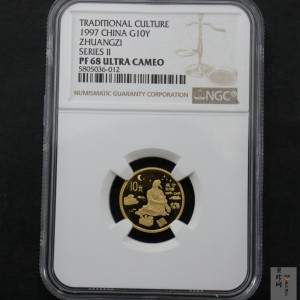 TRADITIONAL CULTURE
1997 CHINA G10Y
ZHUANGZI
SERIES II
PF 68 ULTRA CAMEO
5805036-012
NUMISMATIC GUARANTY CORPORATION
NGC
10元